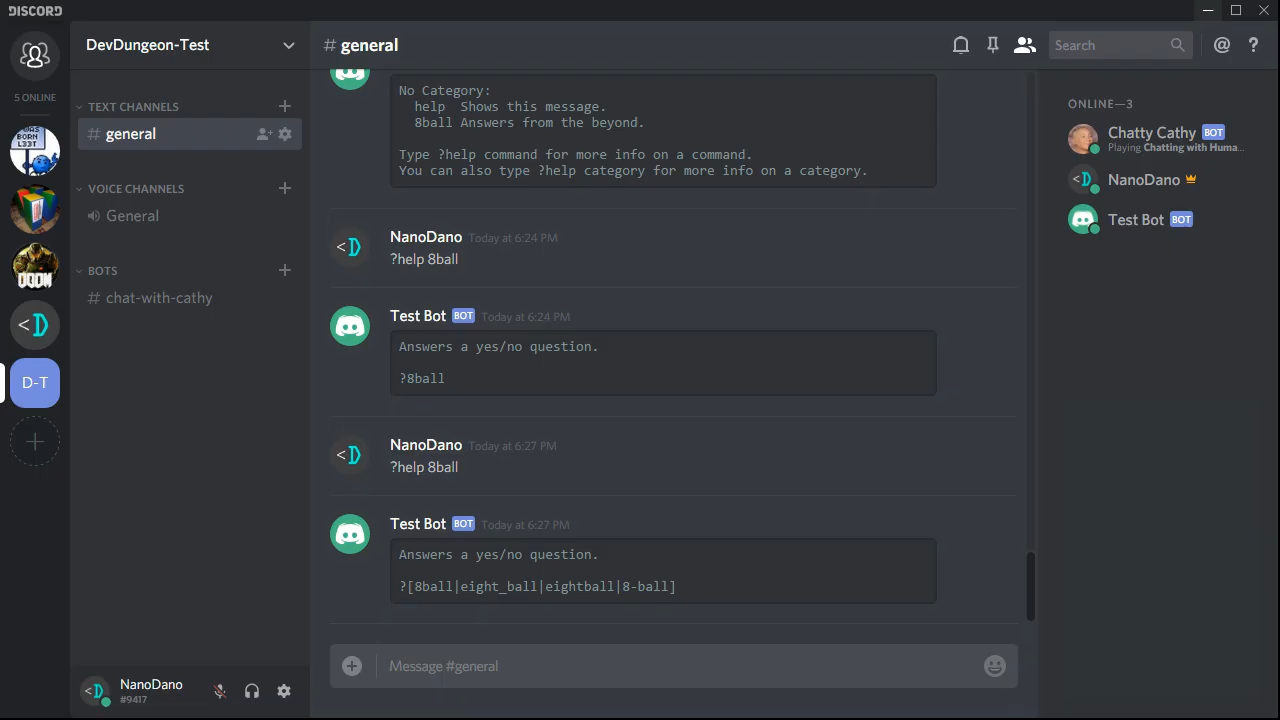 DISCORD
5 ONLINE
WAS
BORN
L33T
DOOM
<D
D-T
DevDungeon-Test
TEXT CHANNELS
# general
VOICE CHANNELS
General
BOTS
# chat-with-cathy
NanoDano
#9417
# general
Search
@ ?
No Category:
help  Shows this message.
8ball Answers from the beyond.
Type ?help command for more info on a command.
You can also type ?help category for more info on a category.
<D
NanoDano Today at 6:24 PM
?help 8ball
Test Bot BOT Today at 6:24 PM
Answers a yes/no question.
?8ball
<D
NanoDano Today at 6:27 PM
?help 8ball
Test Bot BOT Today at 6:27 PM
Answers a yes/no question.
?[8ball|eight_ball|eightball|8-ball]
Message #general
ONLINE—3
Chatty Cathy BOT
Playing Chatting with Huma...
<D
NanoDano
Test Bot BOT